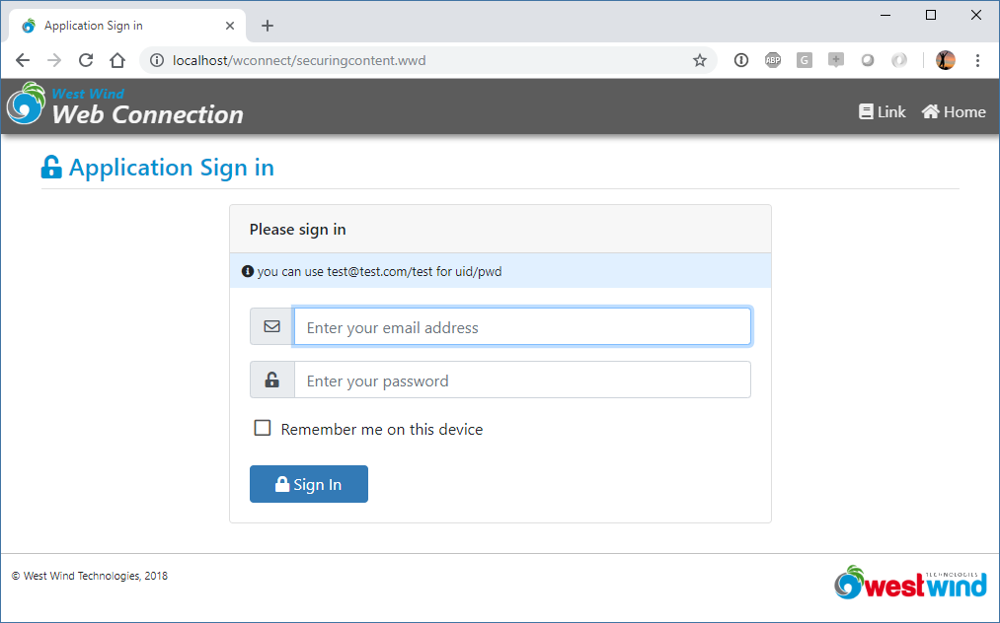 Application Sign in
localhost/wconnect/securingcontent.wwd
ABP
G
West Wind
Web Connection
Link
Home
Application Sign in
Please sign in
you can use test@test.com/test for uid/pwd
Enter your email address
Enter your password
Remember me on this device
Sign In
© West Wind Technologies, 2018
TECHNOLOGIES
westwind